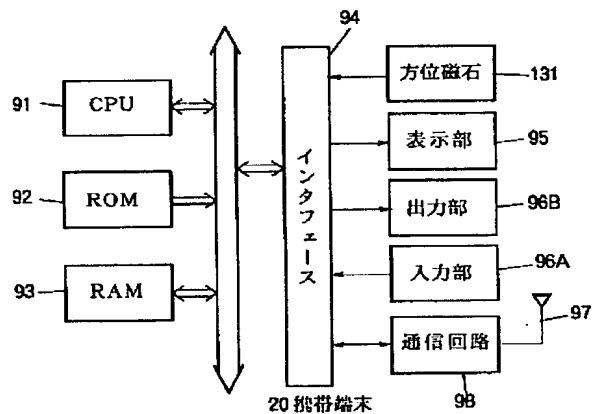 94
方位磁石
131
91
CPU
表示部
95
92
ROM
インタフェース
出力部
96B
93
RAM
入力部
96A
通信回路
97
98
20 携帯端末